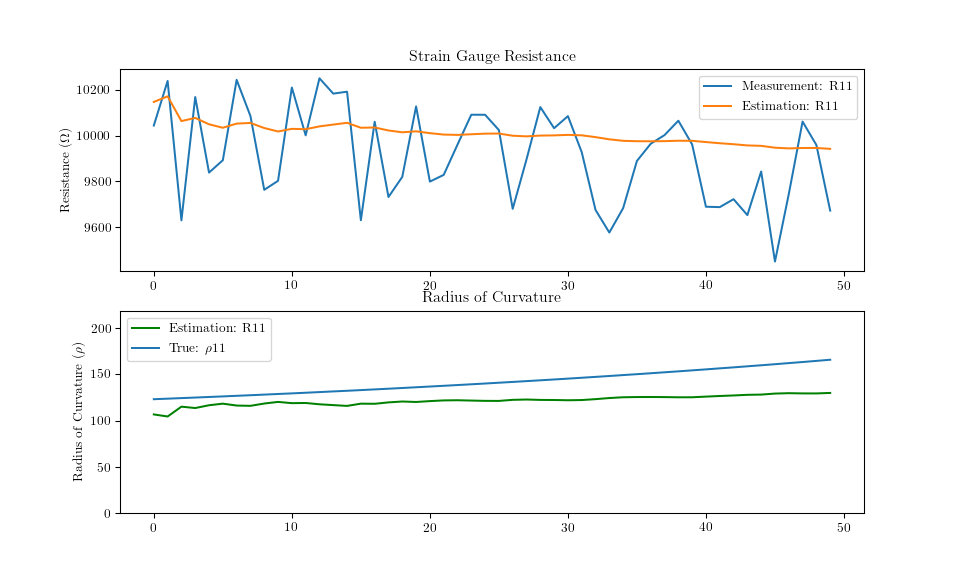 Strain Gauge Resistance
Resistance (Ω)
10200
10000
9800
9600
Measurement: R11
Estimation: R11
0 10 20 30 40 50
Radius of Curvature
Radius of Curvature (ρ)
200
150
100
50
0
Estimation: R11
True: ρ11
0 10 20 30 40 50